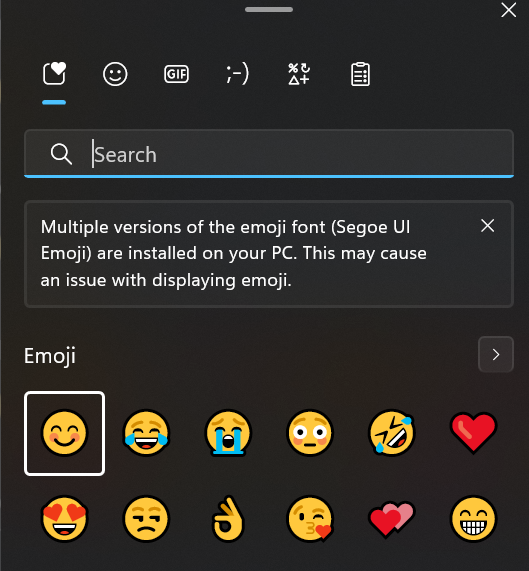 GIF
;-)
Search
Multiple versions of the emoji font (Segoe UI
Emoji) are installed on your PC. This may cause
an issue with displaying emoji.
Emoji